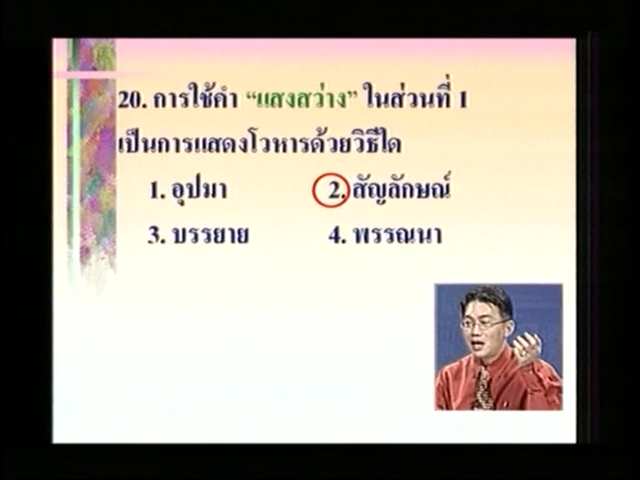 20. การใช้คำ “แสงสว่าง” ในส่วนที่ 1
เป็นการแสดงโวหารด้วยวิธีใด
1. อุปมา 2. สัญลักษณ์
3. บรรยาย 4. พรรณนา